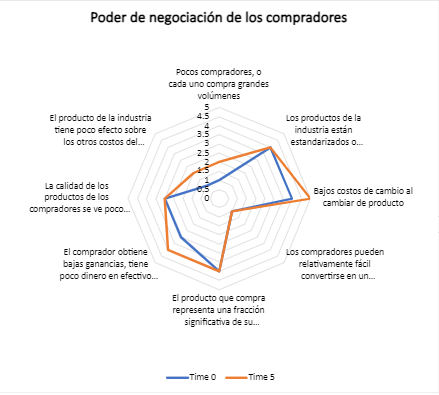 Poder de negociación de los compradores
Pocos compradores, o
cada uno compra grandes
volúmenes
5
4.5
4
3.5
3
2.5
2
1.5
1
0.5
0
Los productos de la
industria están
estandarizados o...
Bajos costos de cambio al
cambiar de producto
Los compradores pueden
relativamente fácil
convertirse en un...
El producto que compra
representa una fracción
significativa de su...
El comprador obtiene
bajas ganancias, tiene
poco dinero en efectivo...
La calidad de los
productos de los
compradores se ve poco...
El producto de la industria
tiene poco efecto sobre
los otros costos del...
Time 0
Time 5